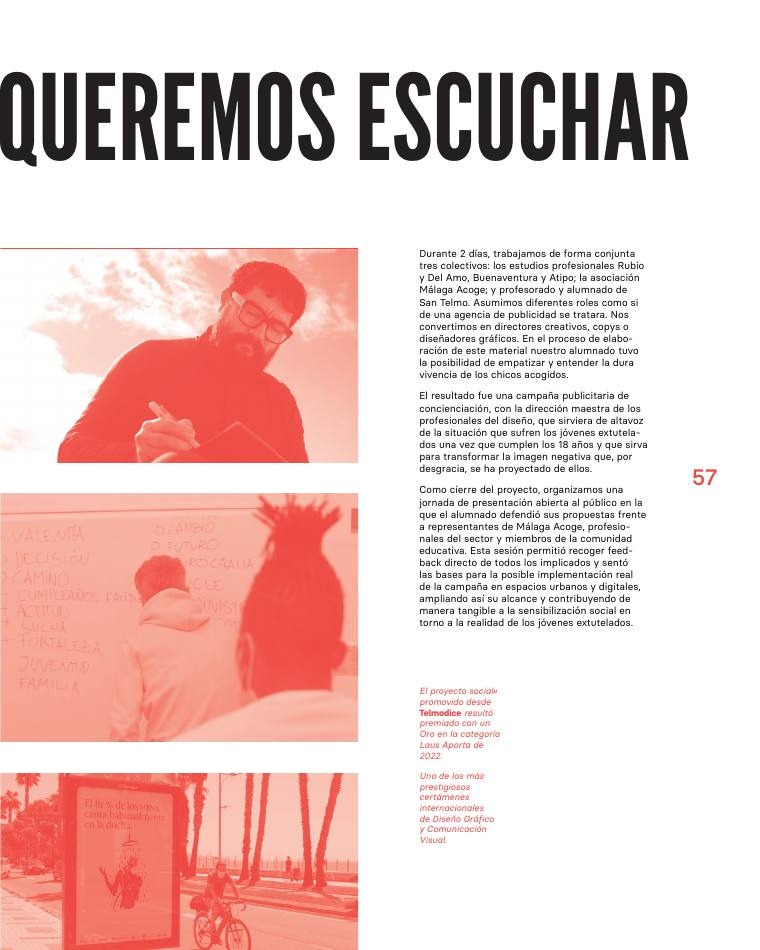 QUEREMOS ESCUCHAR
Durante 2 días, trabajamos de forma conjunta
tres colectivos: los estudios profesionales Rubio
y Del Amo, Buenaventura y Atipo; la asociación
Málaga Acoge; y profesorado y alumnado de
San Telmo. Asumimos diferentes roles como si
de una agencia de publicidad se tratara. Nos
convertimos en directores creativos, copys o
diseñadores gráficos. En el proceso de elabo-
ración de este material nuestro alumnado tuvo
la posibilidad de empatizar y entender la dura
vivencia de los chicos acogidos.
El resultado fue una campaña publicitaria de
concienciación, con la dirección maestra de los
profesionales del diseño, que sirviera de altavoz
de la situación que sufren los jóvenes extutela-
dos una vez que cumplen los 18 años y que sirva
para transformar la imagen negativa que, por
desgracia, se ha proyectado de ellos.
Como cierre del proyecto, organizamos una
jornada de presentación abierta al público en la
que el alumnado defendió sus propuestas frente
a representantes de Málaga Acoge, profesio-
nales del sector y miembros de la comunidad
educativa. Esta sesión permitió recoger feed-
back directo de todos los implicados y sentó
las bases para la posible implementación real
de la campaña en espacios urbanos y digitales,
ampliando así su alcance y contribuyendo de
manera tangible a la sensibilización social en
torno a la realidad de los jóvenes extutelados.
57
El proyecto social»
promovido desde
Telmodice resultó
premiado con un
Oro en la categoría
Laus Aporta de
2022.
Uno de los más
prestigiosos
certámenes
internacionales
de Diseño Gráfico
y Comunicación
Visual.
VALENTÍA
DECISIÓN
CAMINO
CUMPLEAÑOS
ACTITUD
LUCHA
FORTALEZA
JUVENTUD
FAMILIA
CAMBIO
O FUTURO
El 81% de los MENA
canta habitualmente
en la ducha.